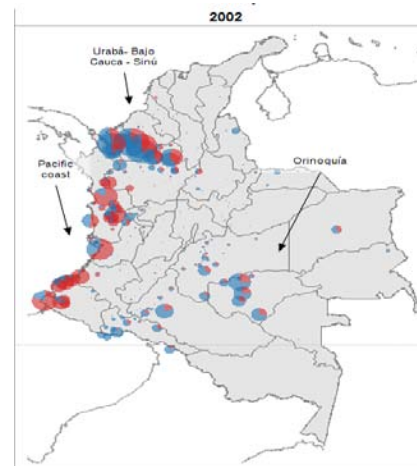 2002
Urabá- Bajo
Cauca - Sinú
Pacific
coast
Orinoquía